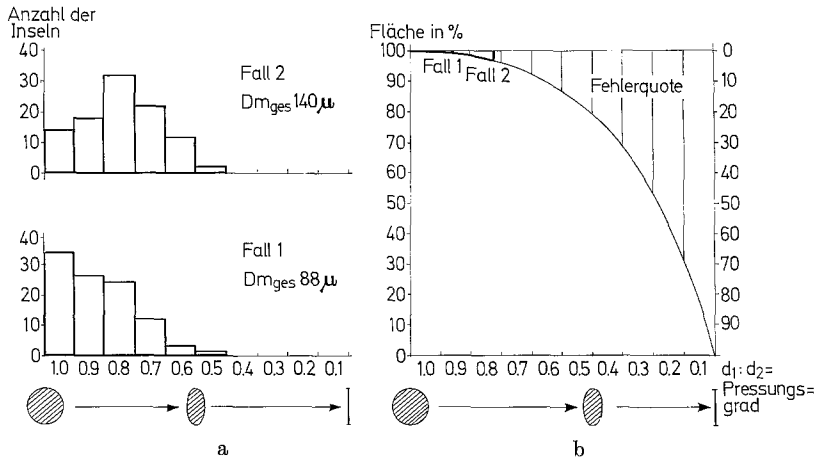 Anzahl der
Inseln
40
30
20
10
0
Fall 2
Dmges 140 µ
40
30
20
10
0
Fall 1
Dmges 88 µ
1.0 0.9 0.8 0.7 0.6 0.5 0.4 0.3 0.2 0.1
a
Fläche in %
100
90
80
70
60
50
40
30
20
10
0
Fall 1
Fall 2
Fehlerquote
0
10
20
30
40
50
60
70
80
90
1.0 0.9 0.8 0.7 0.6 0.5 0.4 0.3 0.2 0.1 d1 : d2 =
Pressungs=
grad
b